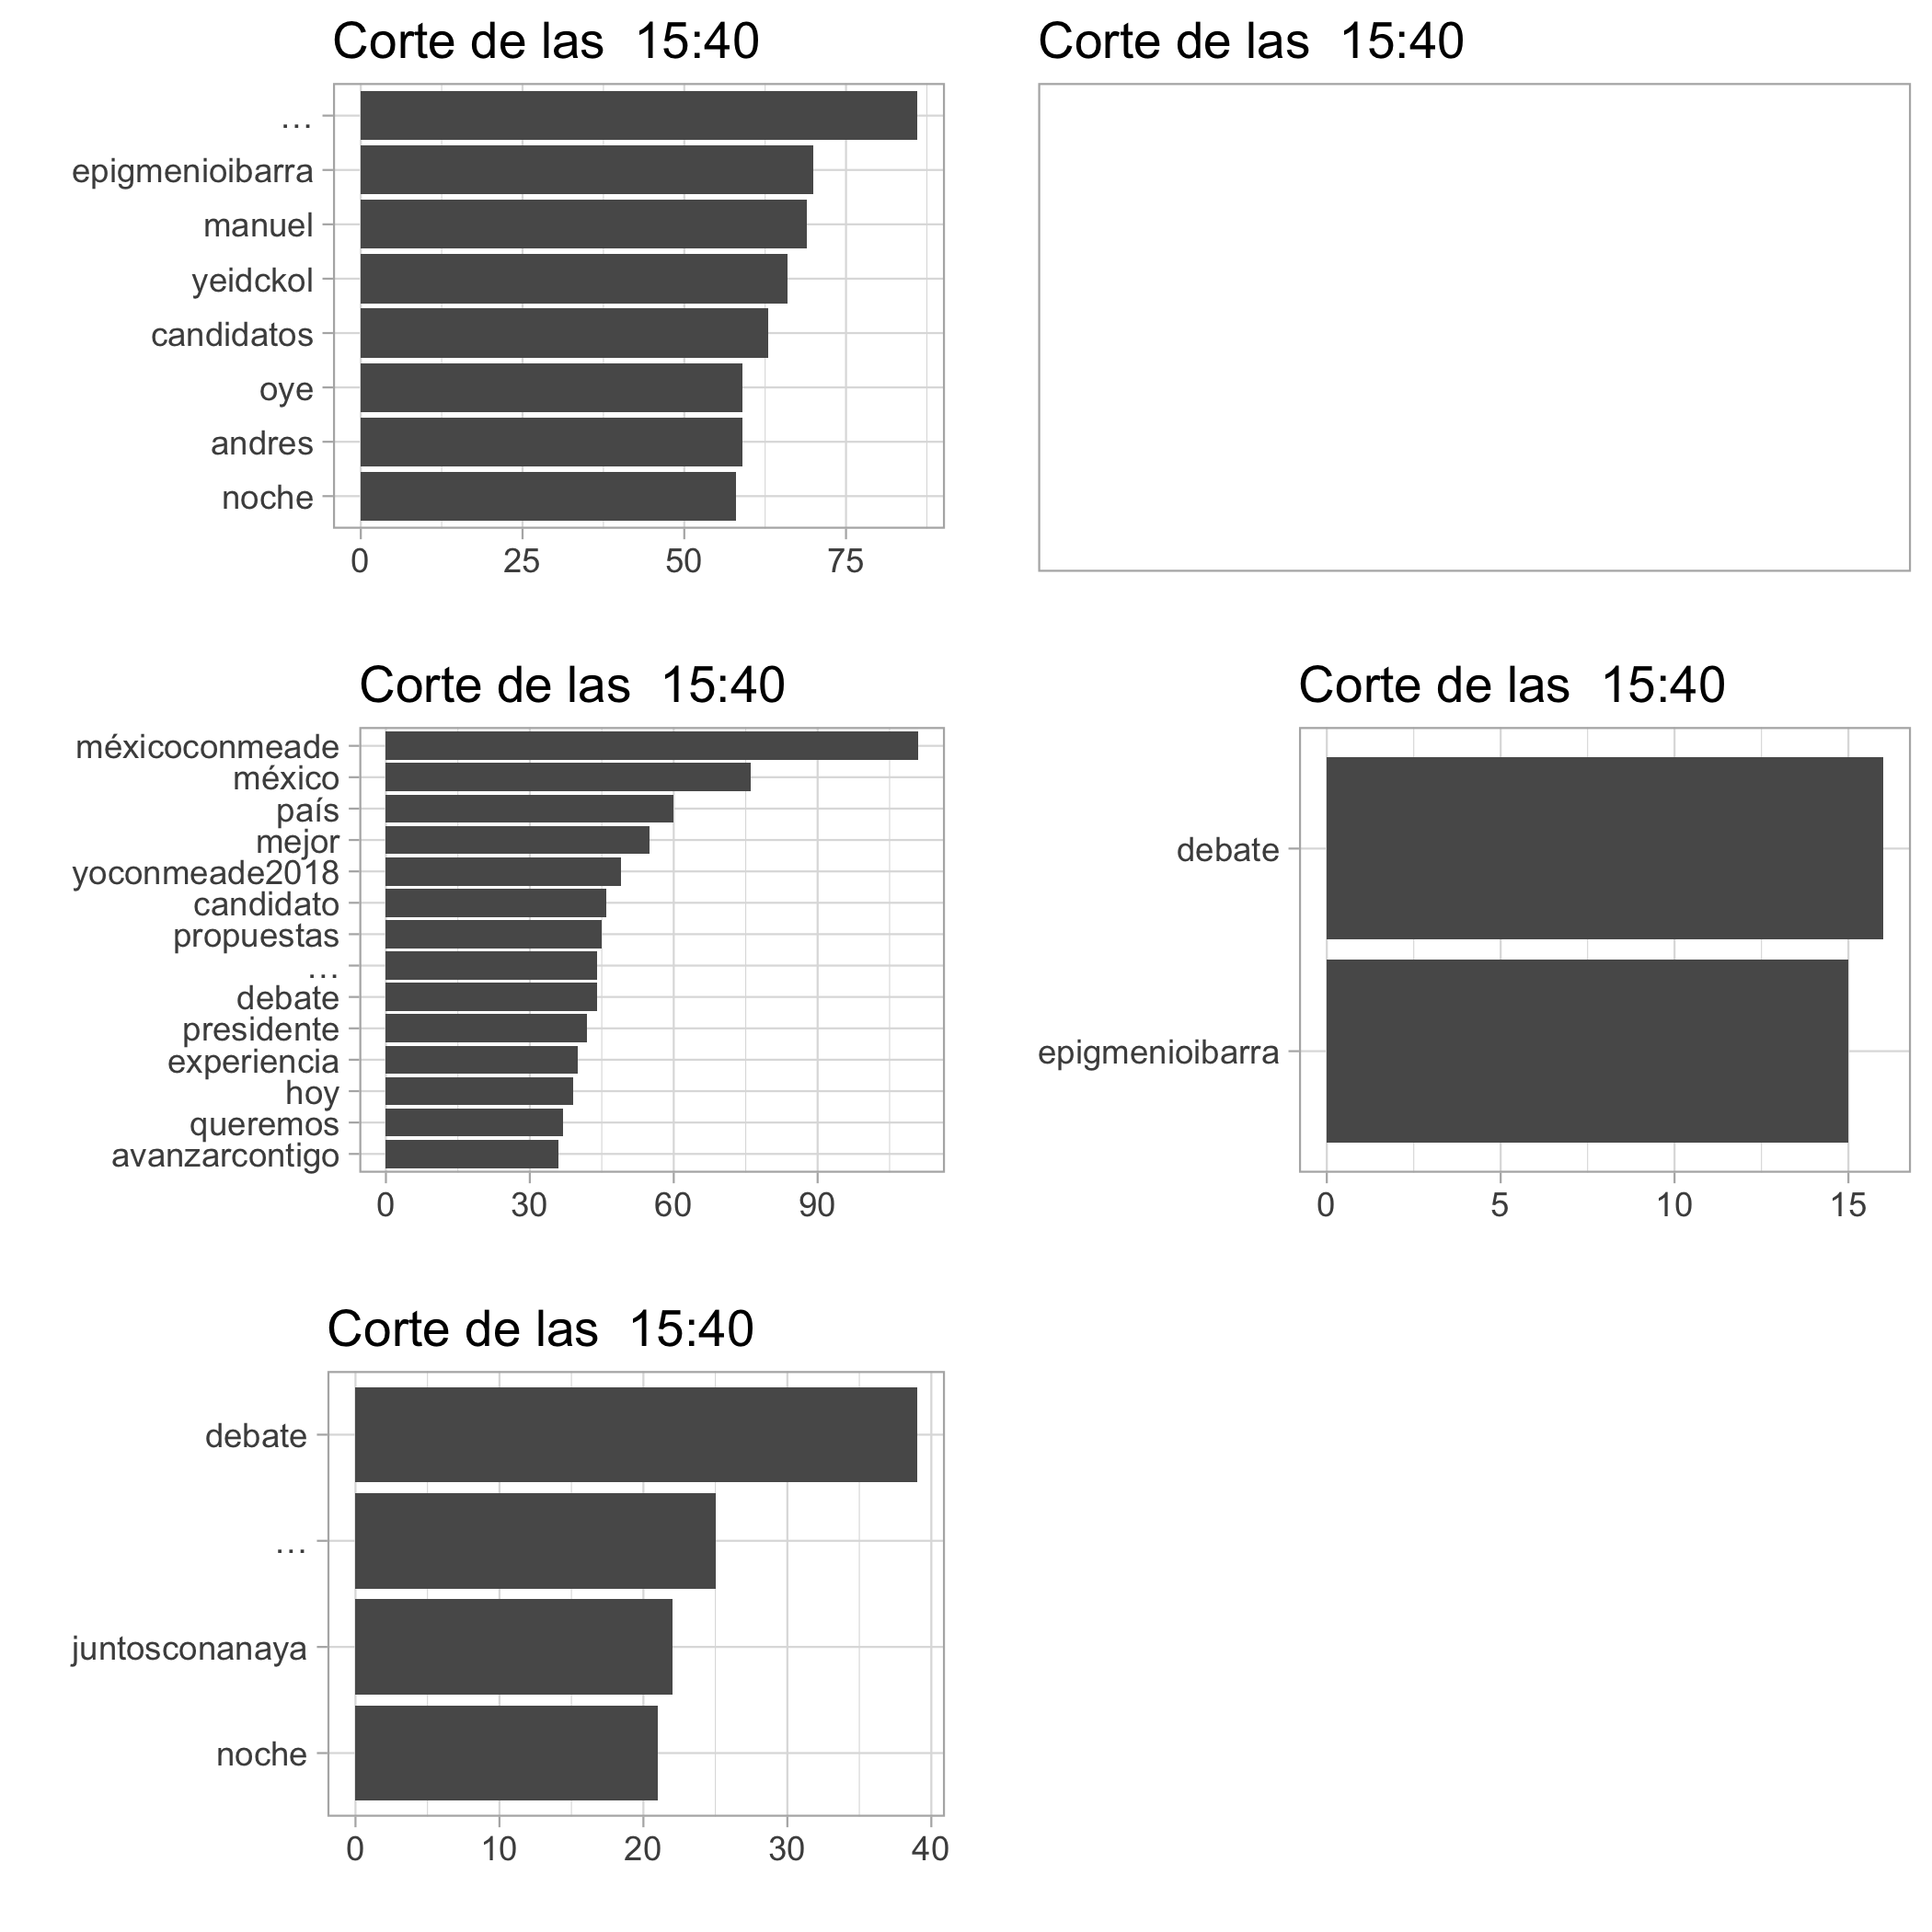 Corte de las  15:40
…
epigmenioibarra
manuel
yeidckol
candidatos
oye
andres
noche
0 25 50 75
Corte de las  15:40
Corte de las  15:40
méxicoconmeade
méxico
país
mejor
yoconmeade2018
candidato
propuestas
…
debate
presidente
experiencia
hoy
queremos
avanzarcontigo
0 30 60 90
Corte de las  15:40
debate
epigmenioibarra
0 5 10 15
Corte de las  15:40
debate
…
juntosconanaya
noche
0 10 20 30 40